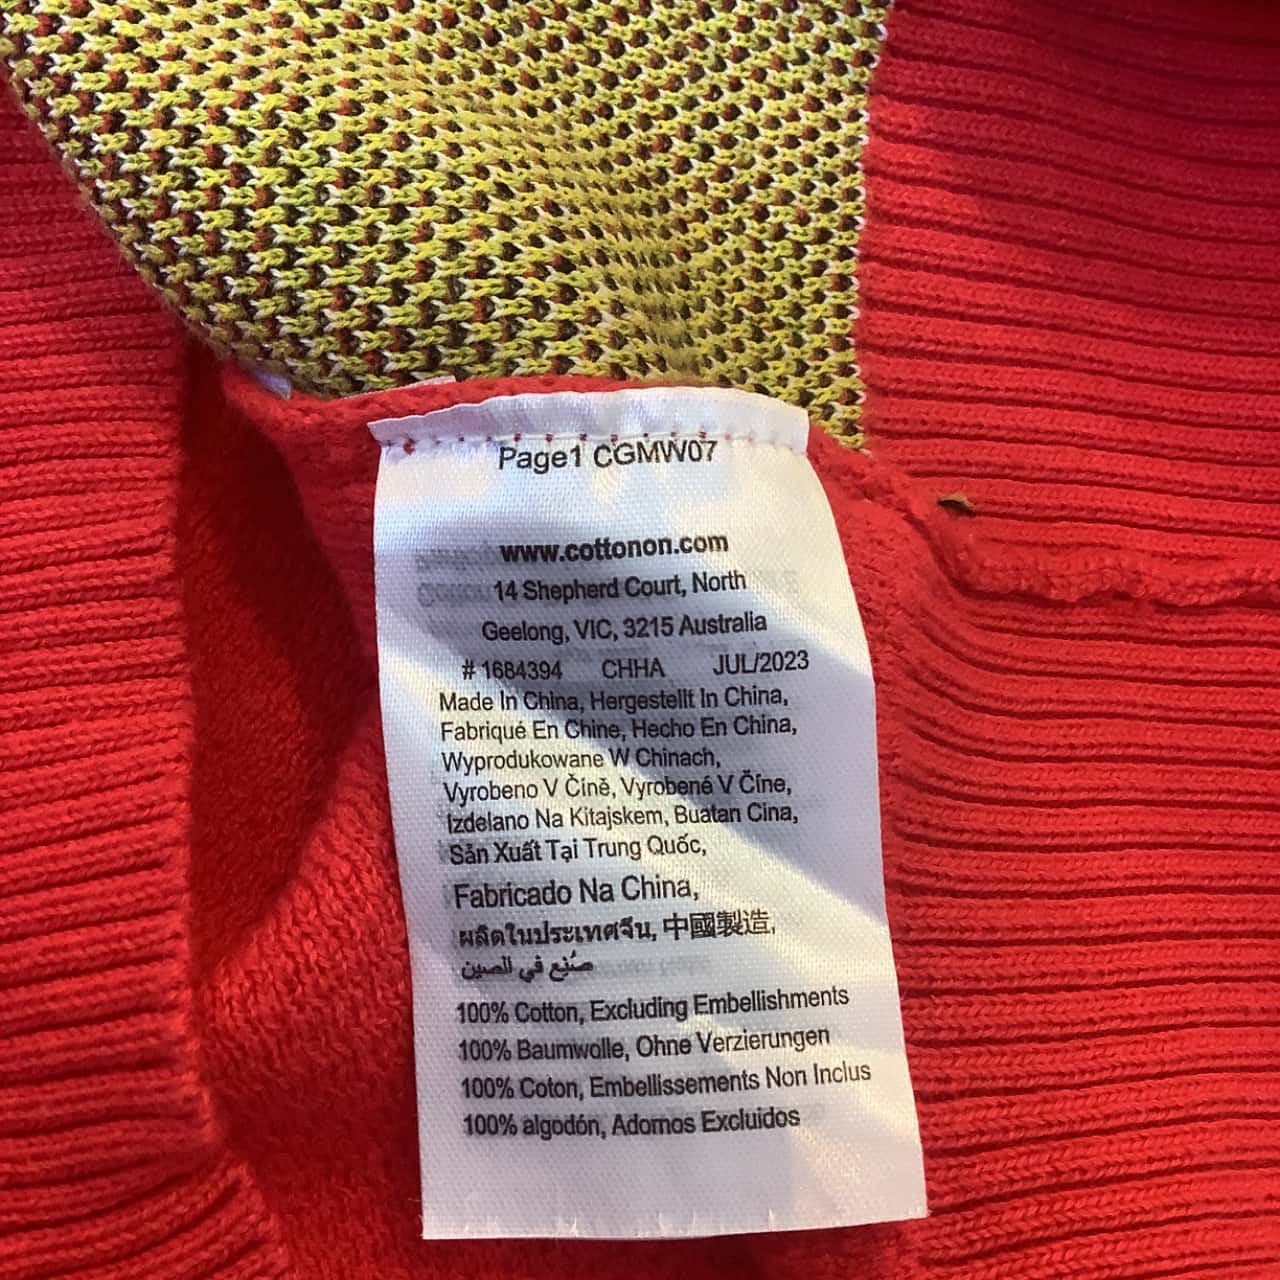 Page1 CGMW07
www.cottonon.com
14 Shepherd Court, North
Geelong, VIC, 3215 Australia
# 1684394 CHHA JUL/2023
Made In China, Hergestellt In China,
Fabriqué En Chine, Hecho En China,
Wyprodukowane W Chinach,
Vyrobeno V Číně, Vyrobené V Číne,
Izdelano Na Kitajskem, Buatan Cina,
Sản Xuất Tại Trung Quốc,
Fabricado Na China,
ผลิตในประเทศจีน, 中國製造,
صُنِع في الصين
100% Cotton, Excluding Embellishments
100% Baumwolle, Ohne Verzierungen
100% Coton, Embellissements Non Inclus
100% algodón, Adornos Excluidos